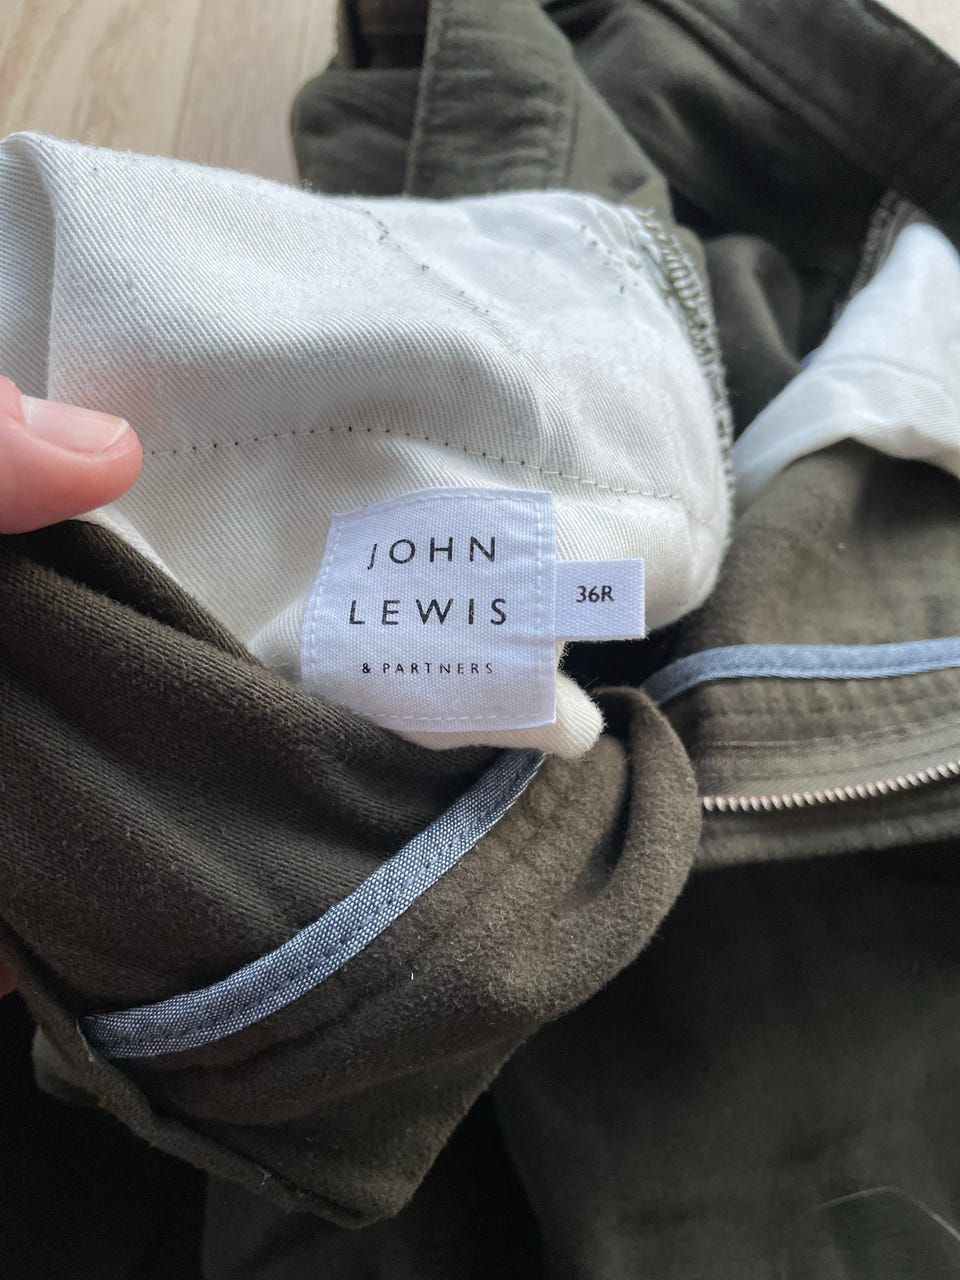 JOHN
LEWIS
& PARTNERS
36R